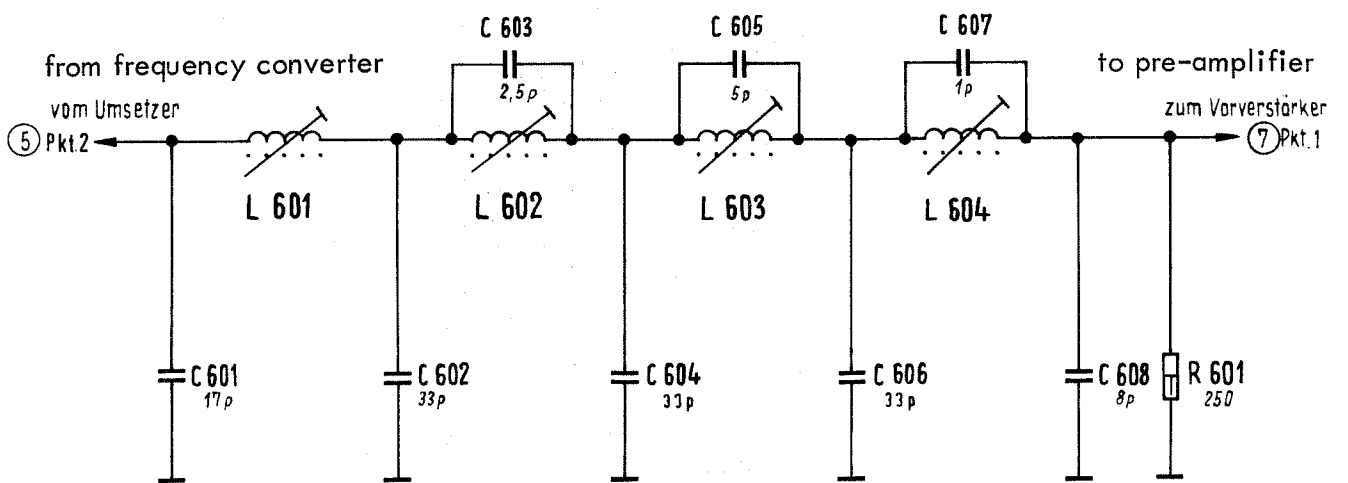 C 603
C 605
C 607
2,5p
5p
1p
from frequency converter
to pre-amplifier
vom Umsetzer
zum Vorverstärker
5 Pkt.2
7 Pkt.1
L 601
L 602
L 603
L 604
C 601
17p
C 602
33p
C 604
33p
C 606
33p
C 608
8p
R 601
250